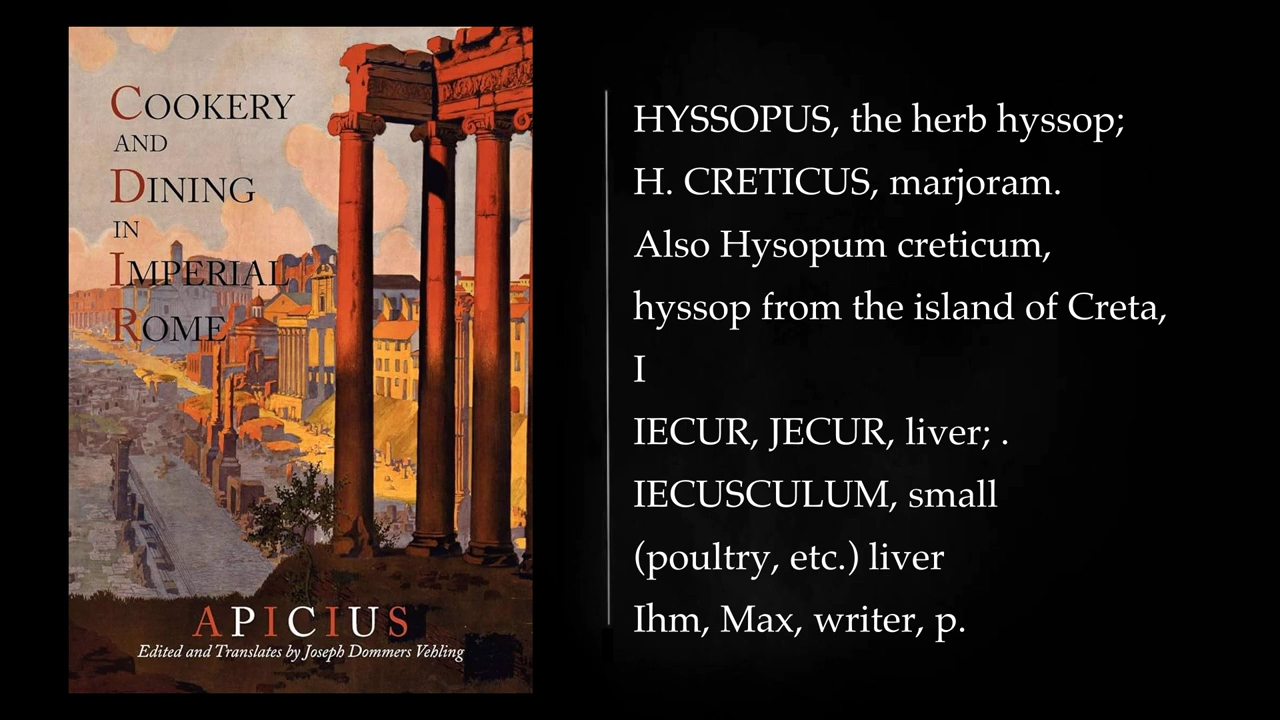 COOKERY
AND
DINING
IN
IMPERIAL
ROME
APICIUS
Edited and Translates by Joseph Dommers Vehling
HYSSOPUS, the herb hyssop;
H. CRETICUS, marjoram.
Also Hysopum creticum,
hyssop from the island of Creta,
I
IECUR, JECUR, liver; .
IECUSCULUM, small
(poultry, etc.) liver
Ihm, Max, writer, p.